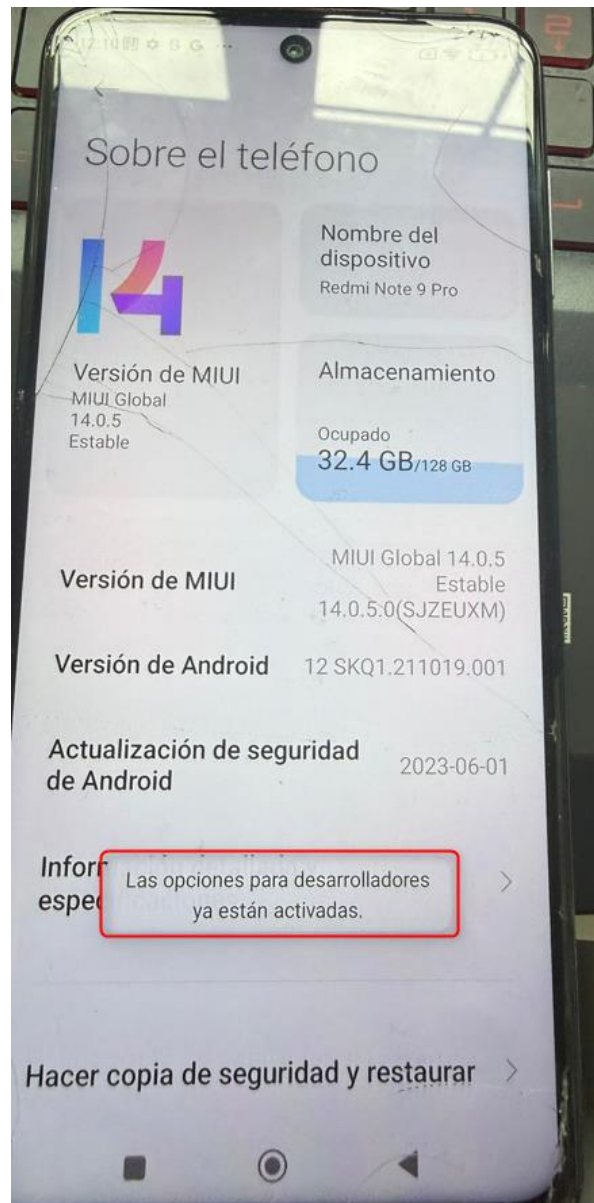 12:10
Sobre el teléfono
Nombre del
dispositivo
Redmi Note 9 Pro
14
Versión de MIUI
MIUI Global
14.0.5
Estable
Almacenamiento
Ocupado
32.4 GB/128 GB
Versión de MIUI
MIUI Global 14.0.5
Estable
14.0.5.0(SJZEUXM)
Versión de Android
12 SKQ1.211019.001
Actualización de seguridad
de Android
2023-06-01
Las opciones para desarrolladores
ya están activadas.
Hacer copia de seguridad y restaurar